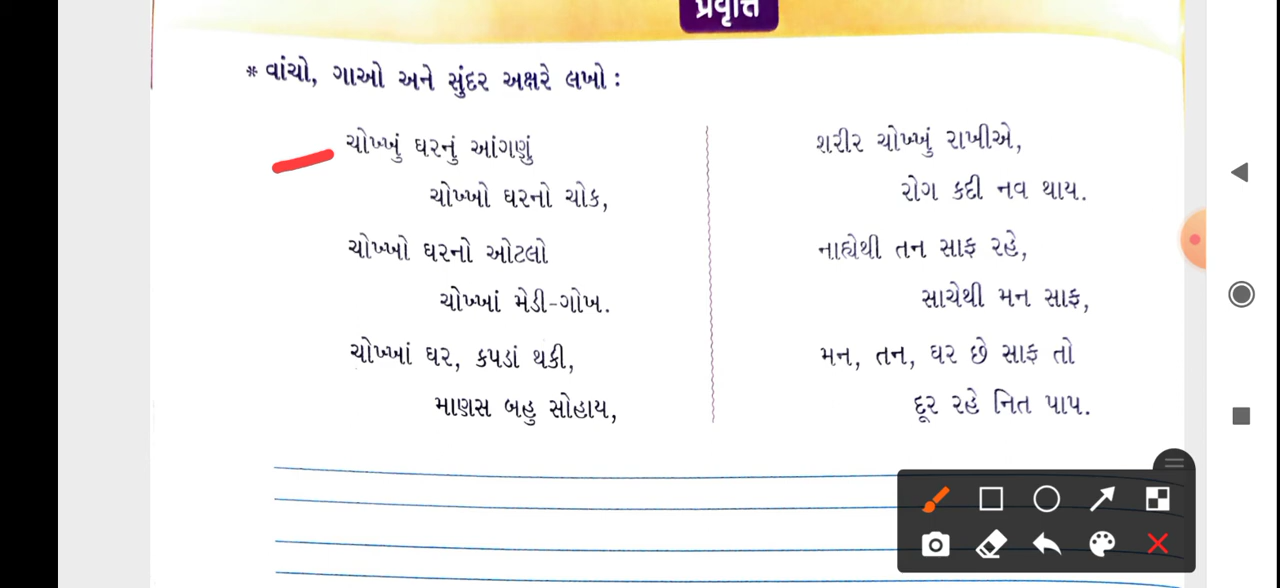 પ્રવૃત્તિ
* વાંચો, ગાઓ અને સુંદર અક્ષરે લખો :
ચોખ્ખું ઘરનું આંગણું
ચોખ્ખો ઘરનો ચોક,
ચોખ્ખો ઘરનો ઓટલો
ચોખ્ખાં મેડી-ગોખ.
ચોખ્ખાં ઘર, કપડાં થકી,
માણસ બહુ સોહાય,
શરીર ચોખ્ખું રાખીએ,
રોગ કદી નવ થાય.
નાહ્યેથી તન સાફ રહે,
સાચેથી મન સાફ,
મન, તન, ઘર છે સાફ તો
દૂર રહે નિત પાપ.